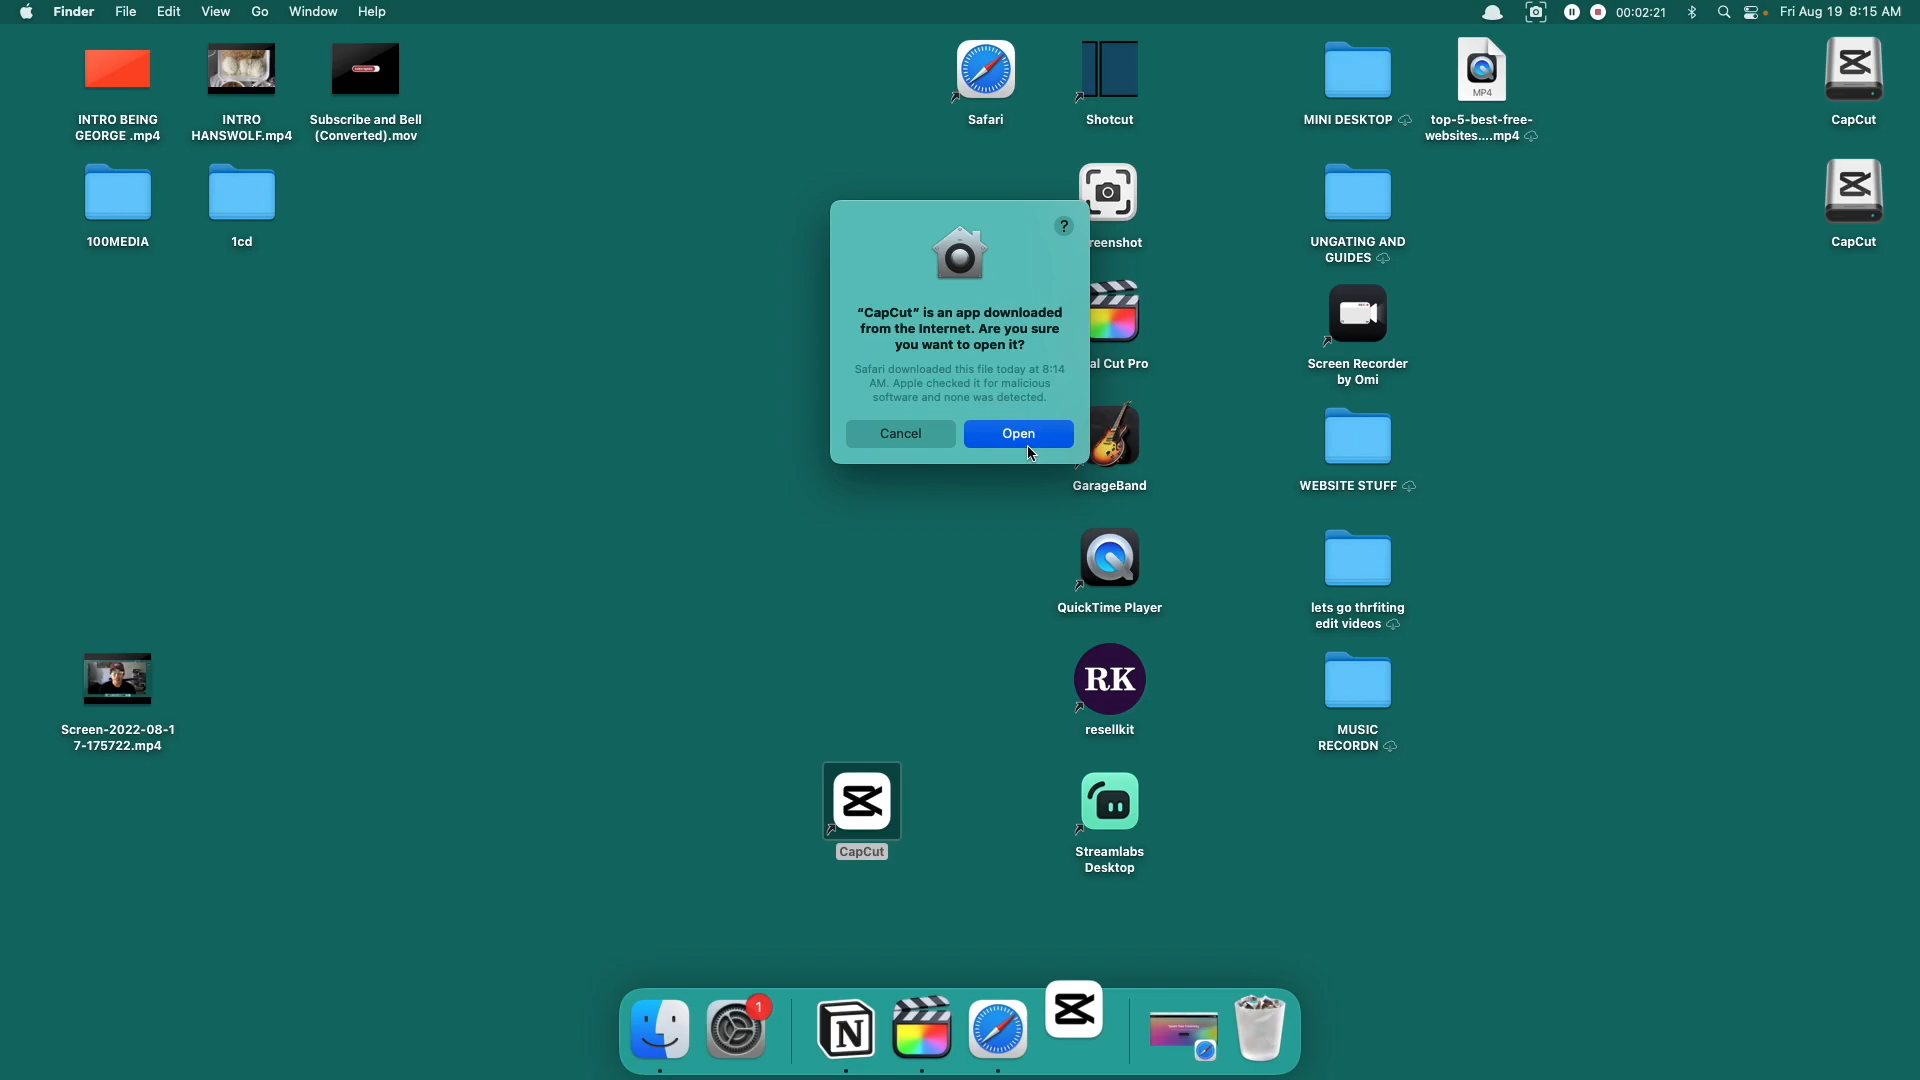 Finder File Edit View Go Window Help
00:02:21
Fri Aug 19 8:15 AM
INTRO BEING
GEORGE .mp4
INTRO
HANSWOLF.mp4
Subscribe and Bell
(Converted).mov
Safari
Shotcut
MINI DESKTOP
MP4
top-5-best-free-
websites....mp4
CapCut
100MEDIA
1cd
reenshot
UNGATING AND
GUIDES
CapCut
?
“CapCut” is an app downloaded
from the Internet. Are you sure
you want to open it?
Safari downloaded this file today at 8:14
AM. Apple checked it for malicious
software and none was detected.
Cancel
Open
al Cut Pro
Screen Recorder
by Omi
GarageBand
WEBSITE STUFF
QuickTime Player
lets go thrfiting
edit videos
Screen-2022-08-1
7-175722.mp4
RK
resellkit
MUSIC
RECORDN
CapCut
Streamlabs
Desktop
1
N